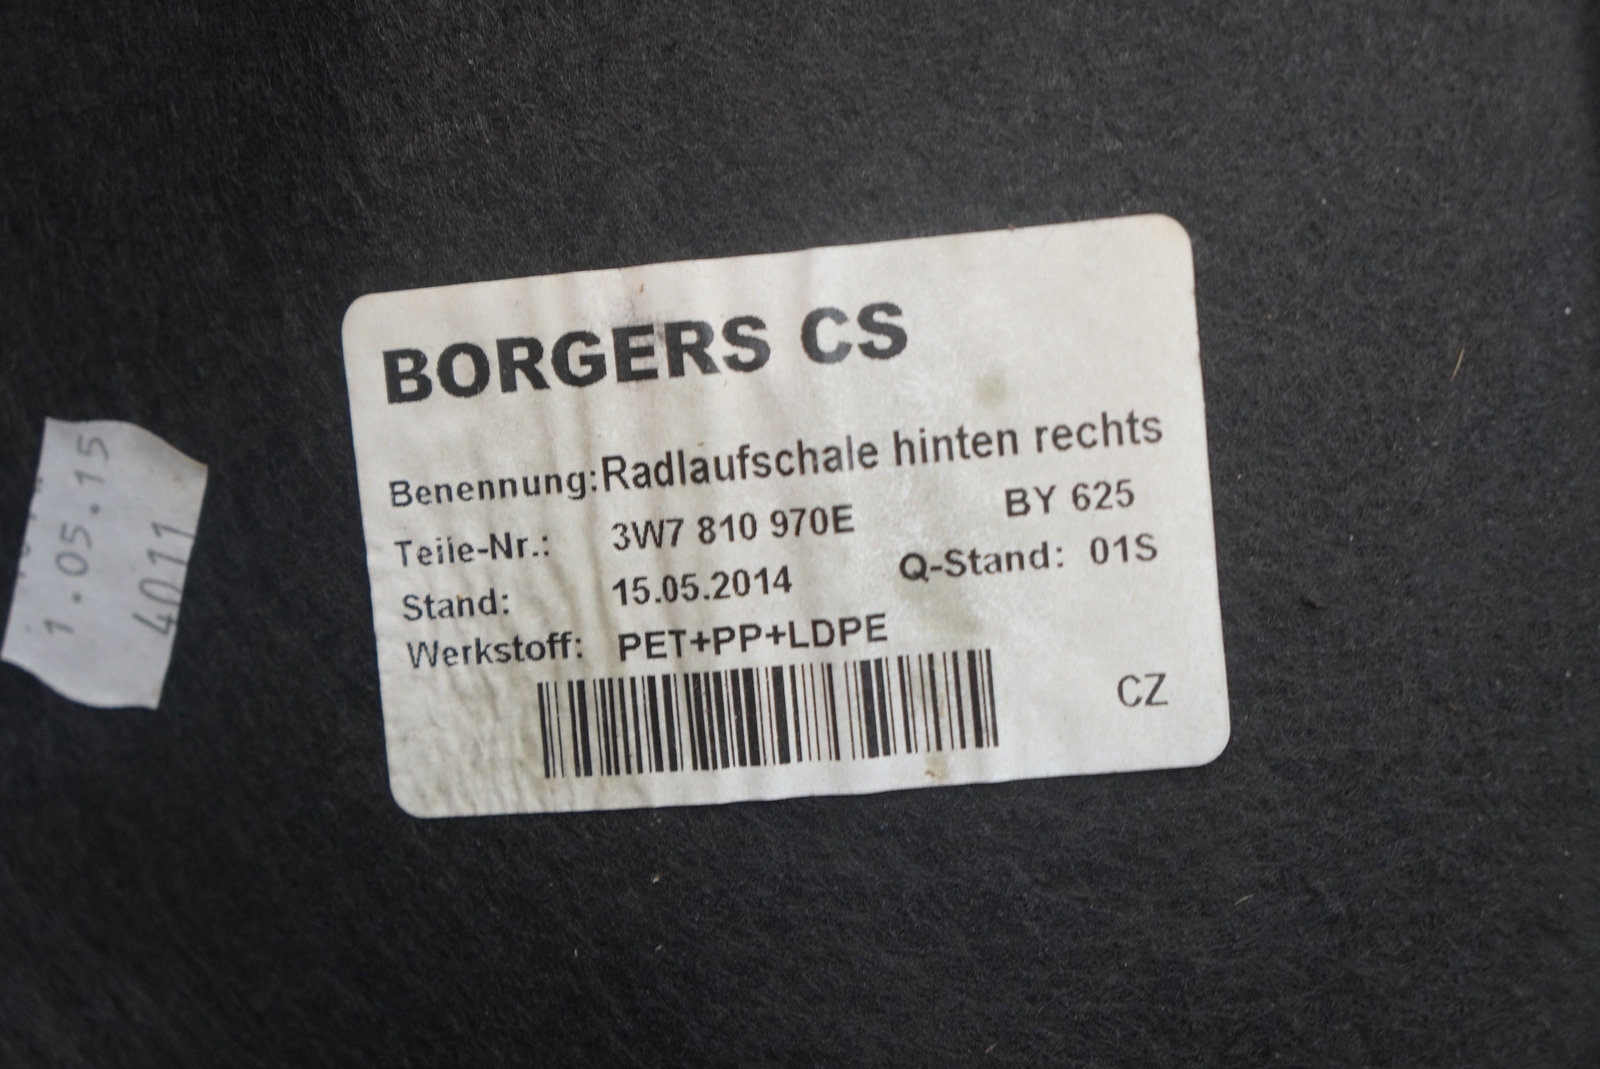 BORGERS CS
Benennung: Radlaufschale hinten rechts
Teile-Nr.: 3W7 810 970E BY 625
Stand: 15.05.2014 Q-Stand: 01S
Werkstoff: PET+PP+LDPE
CZ
1.05.15
4011